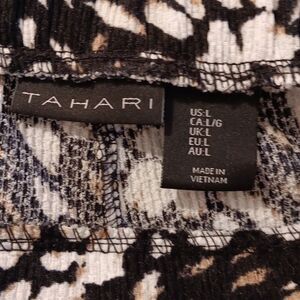 TAHARI
US:L
CA:L/G
UK:L
EU:L
AU:L
MADE IN
VIETNAM